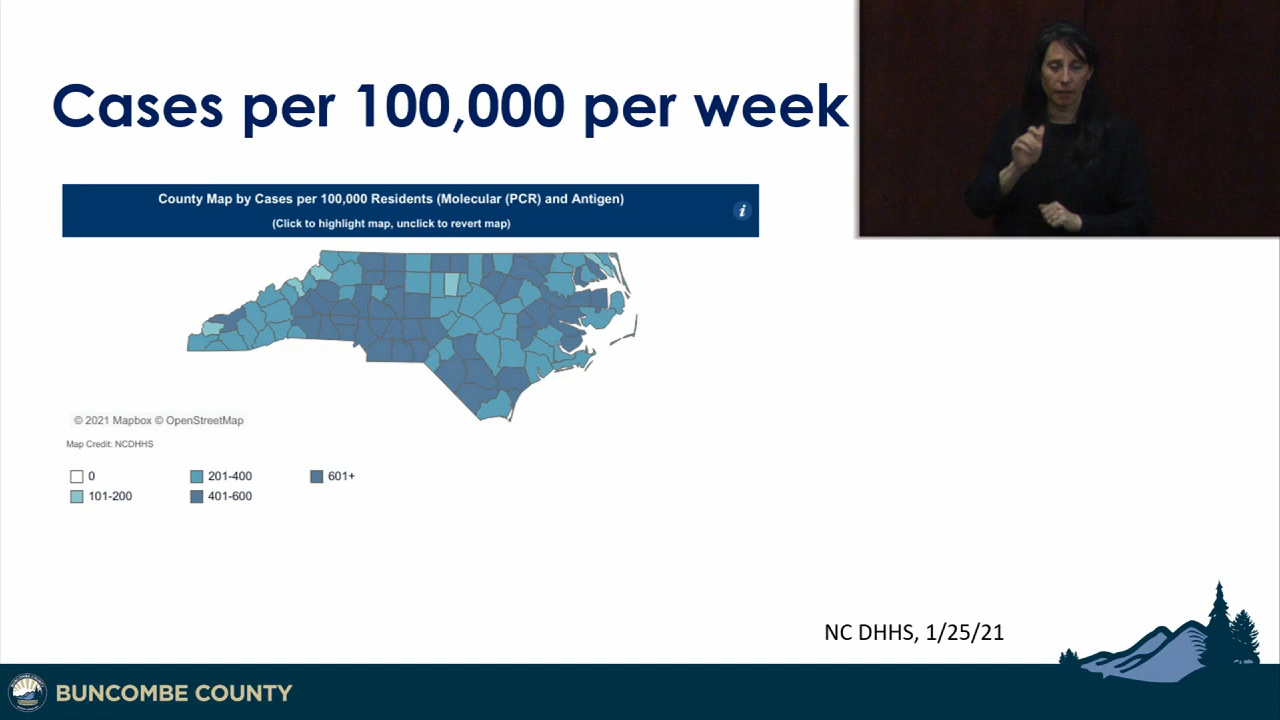 Cases per 100,000 per week
County Map by Cases per 100,000 Residents (Molecular (PCR) and Antigen)
(Click to highlight map, unclick to revert map)
i
© 2021 Mapbox © OpenStreetMap
Map Credit: NCDHHS
0
201-400
601+
101-200
401-600
NC DHHS, 1/25/21
BUNCOMBE COUNTY